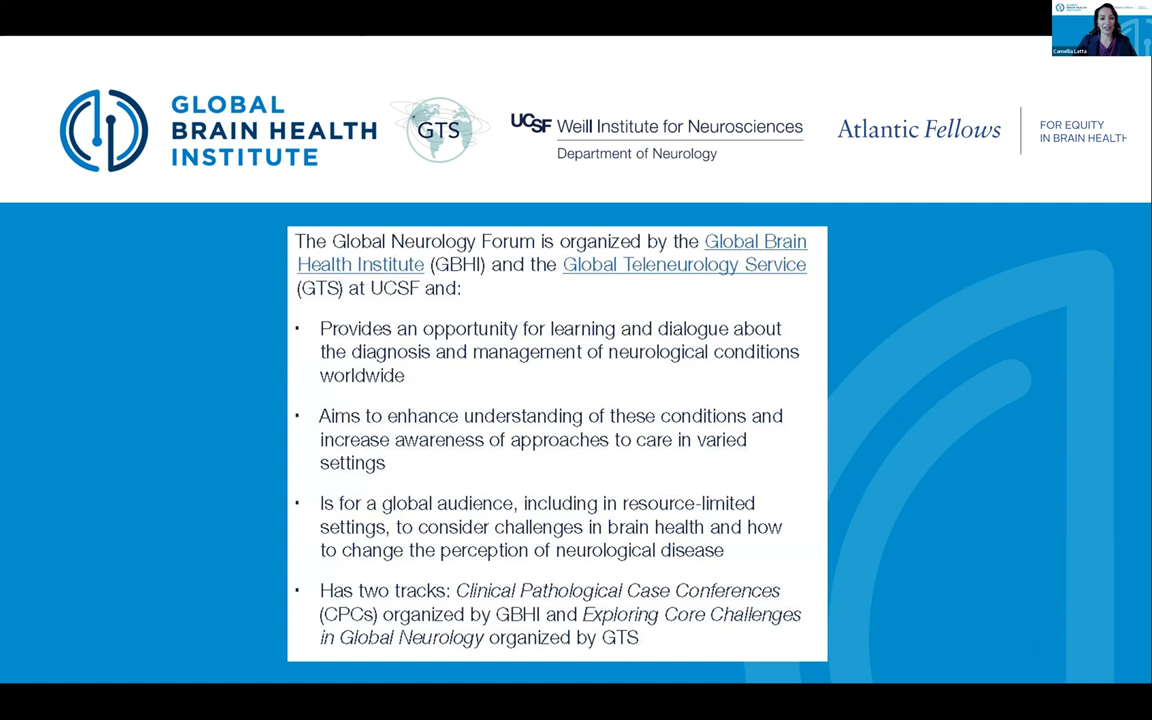 Camellia Latta
GLOBAL
BRAIN HEALTH
INSTITUTE
GTS
UCSF Weill Institute for Neurosciences
Department of Neurology
Atlantic Fellows
FOR EQUITY
IN BRAIN HEALTH
The Global Neurology Forum is organized by the Global Brain
Health Institute (GBHI) and the Global Teleneurology Service
(GTS) at UCSF and:
· Provides an opportunity for learning and dialogue about
the diagnosis and management of neurological conditions
worldwide
· Aims to enhance understanding of these conditions and
increase awareness of approaches to care in varied
settings
· Is for a global audience, including in resource-limited
settings, to consider challenges in brain health and how
to change the perception of neurological disease
· Has two tracks: Clinical Pathological Case Conferences
(CPCs) organized by GBHI and Exploring Core Challenges
in Global Neurology organized by GTS